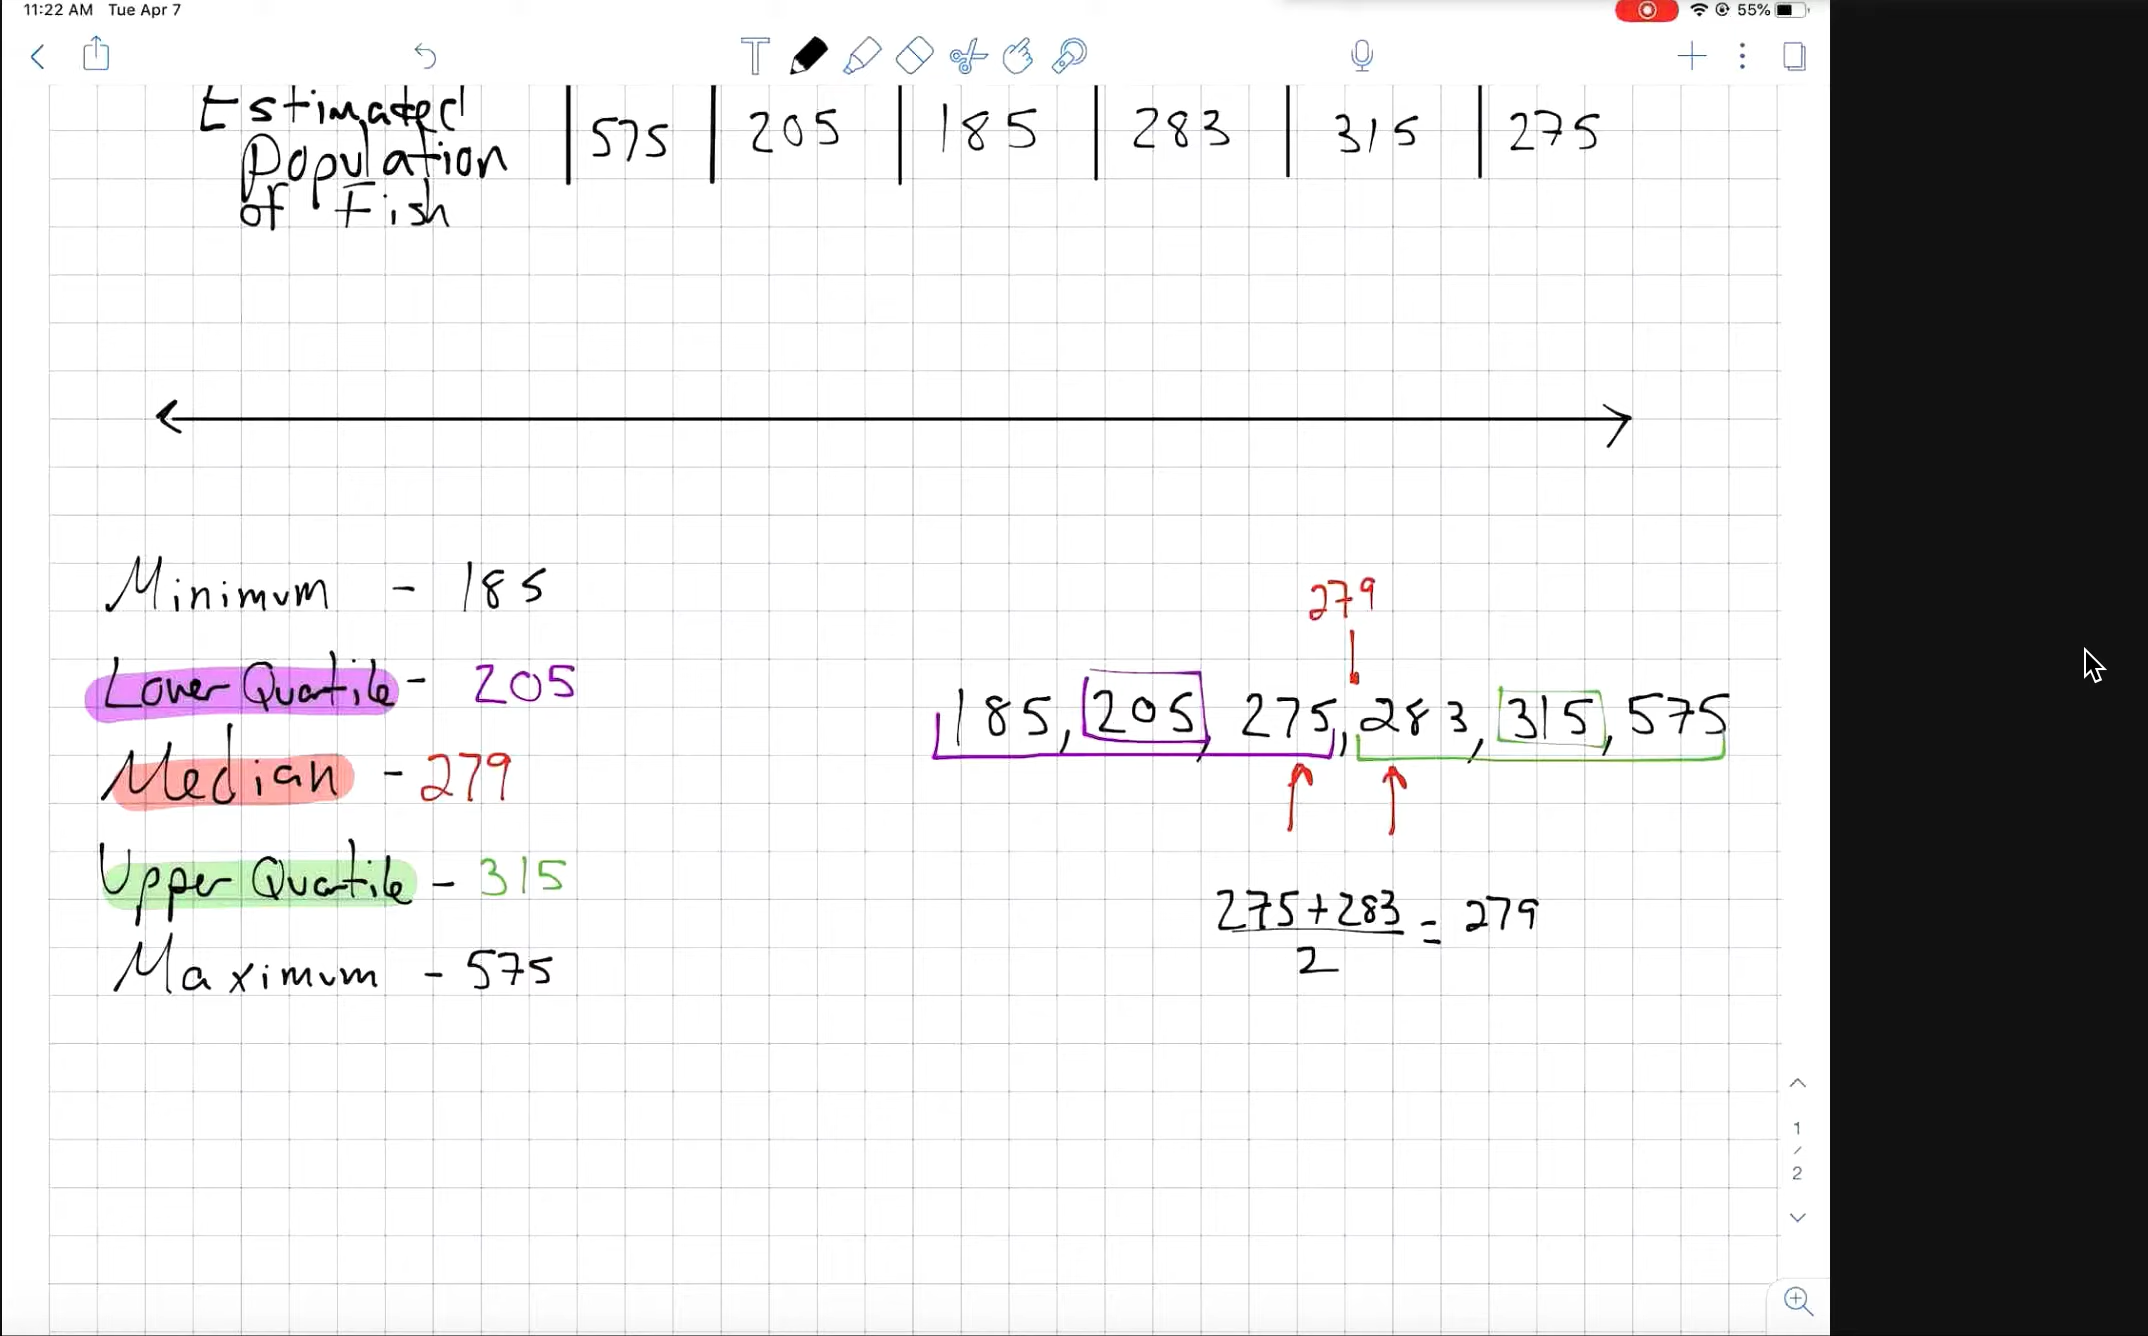 11:22 AM Tue Apr 7
55%
T
Estimated
Population
of Fish
575 205 185 283 315 275
Minimum - 185
279
Lower Quartile - 205
185, 205, 275, 283, 315, 575
Median - 279
Upper Quartile - 315
275+283
= 279
2
Maximum - 575
1
/
2